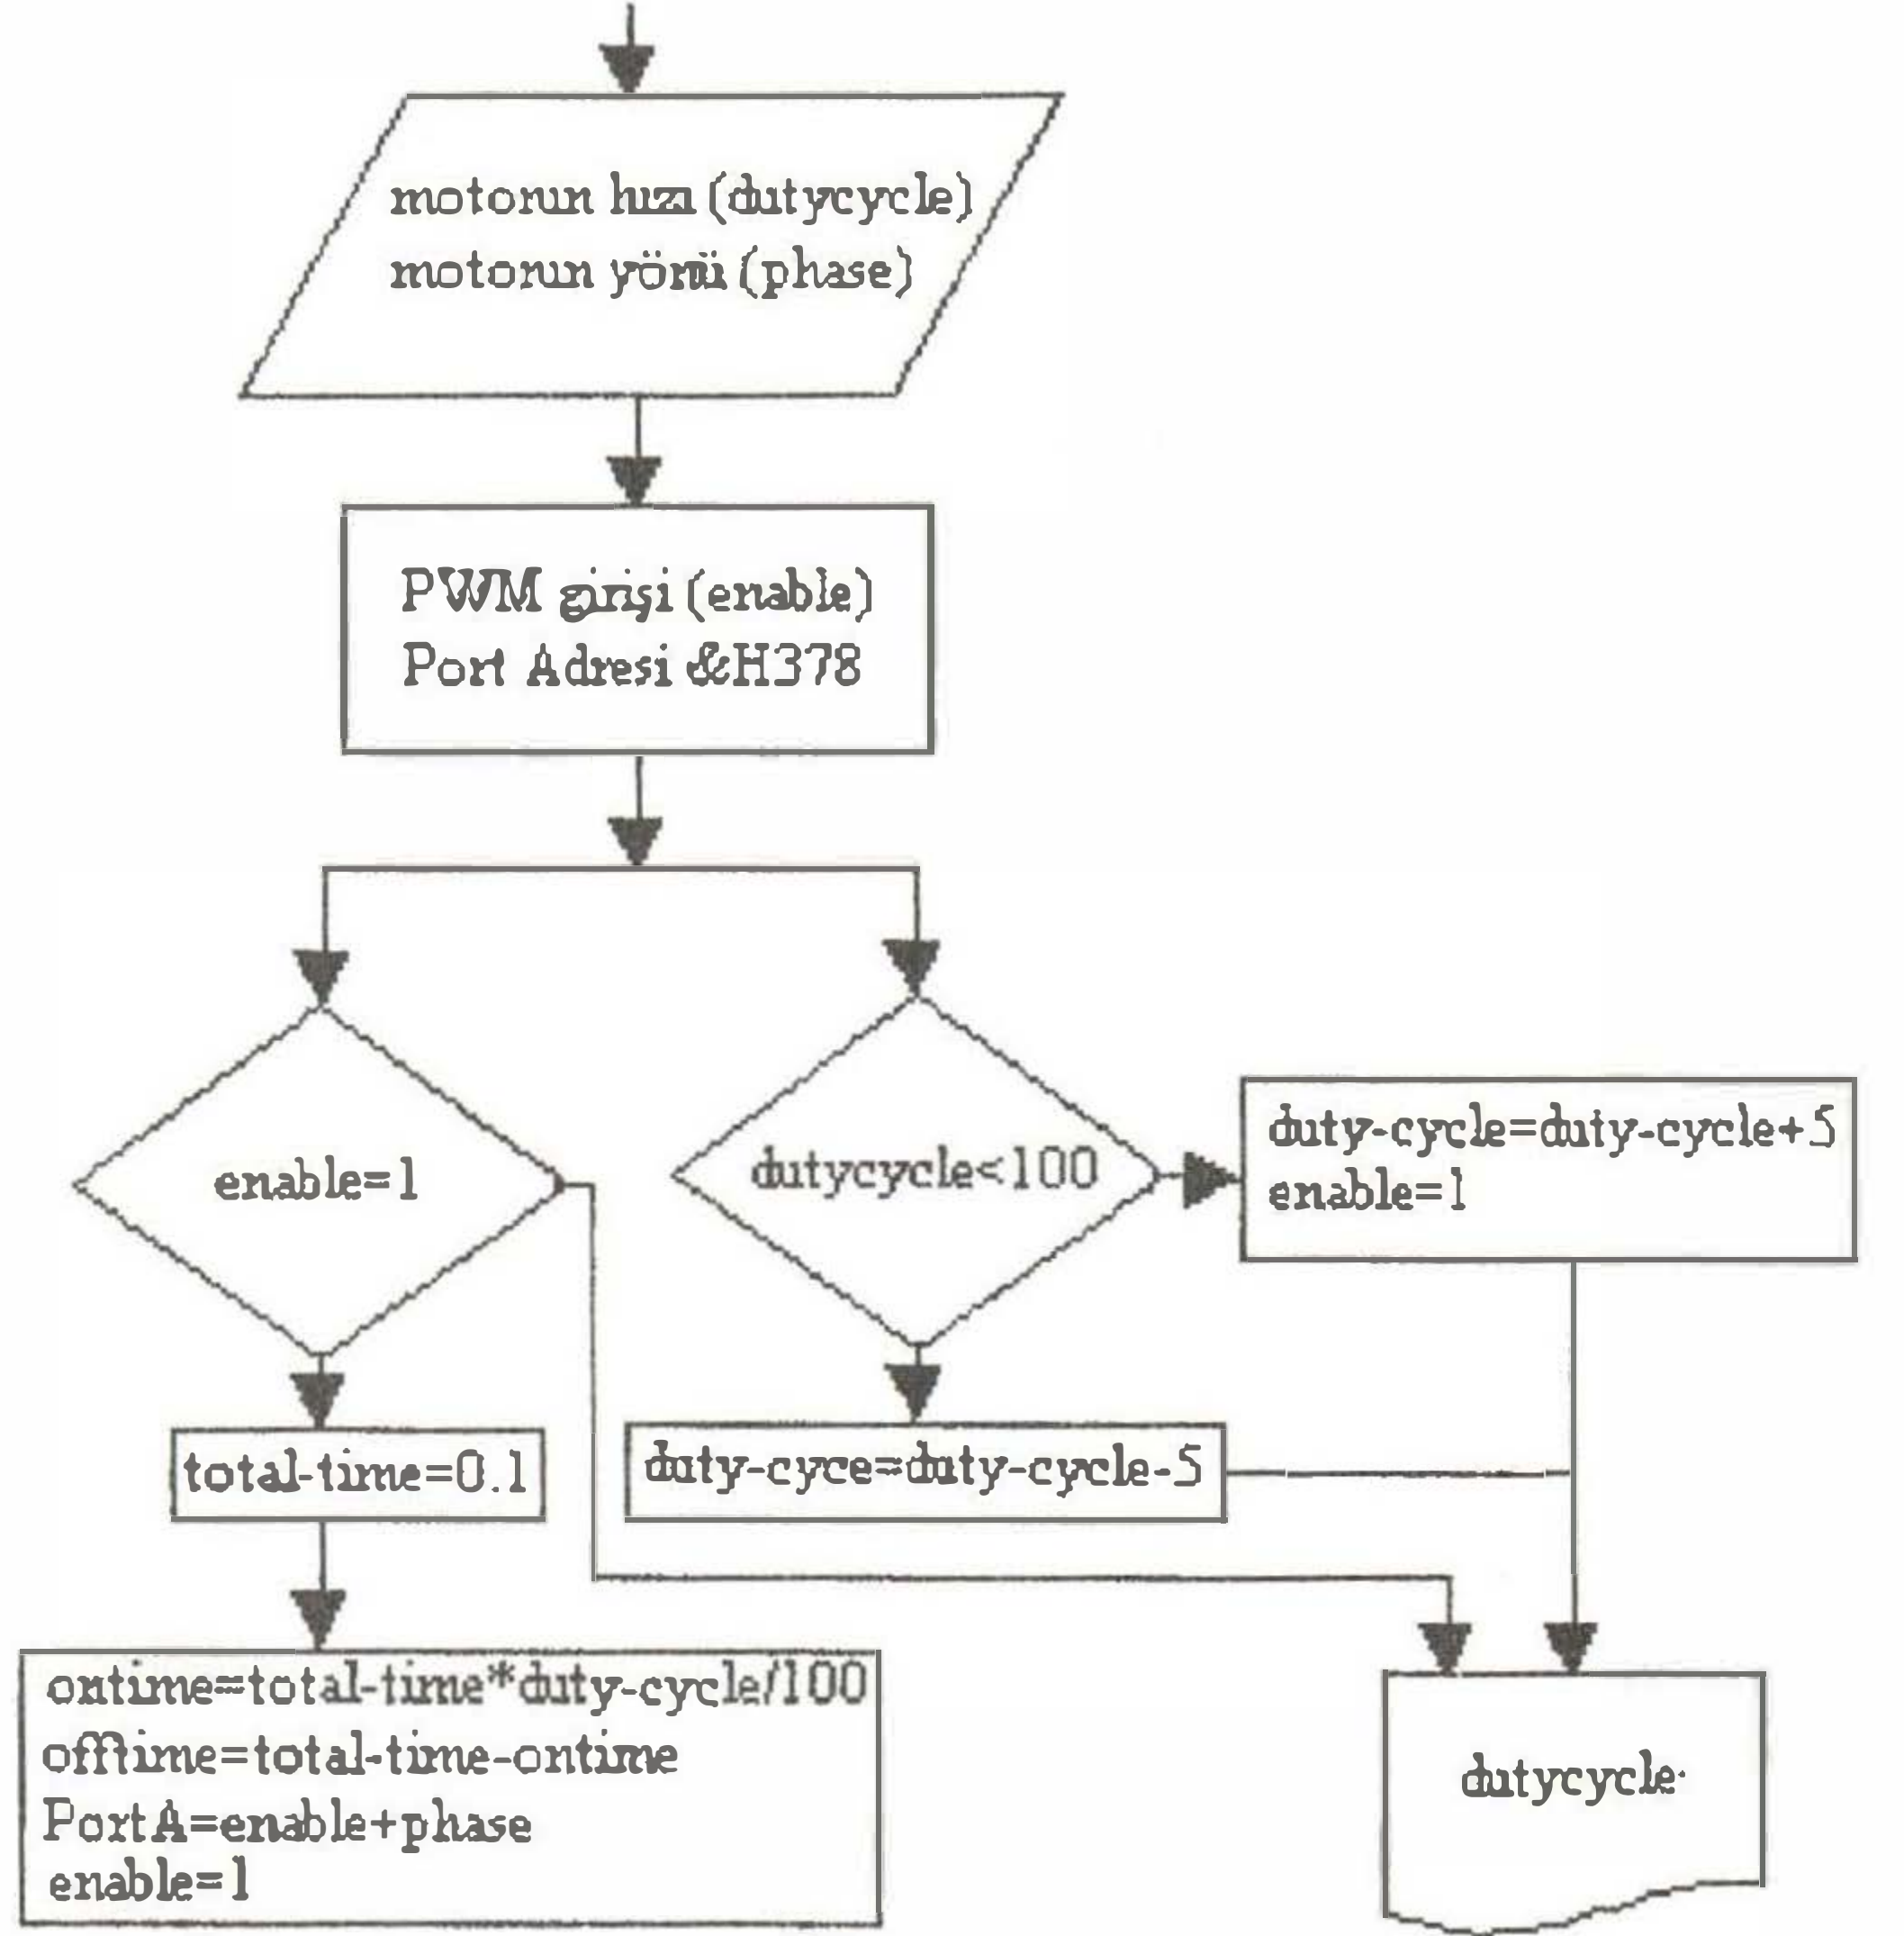 motorun hızı (dutycycle)
motorun yönü (phase)
PWM girişi (enable)
Port Adresi &H378
enable=1
dutycycle<100
duty-cycle=duty-cycle+5
enable=1
total-time=0.1
duty-cyce=duty-cycle-5
ontime=total-time*duty-cycle/100
offtime=total-time-ontime
PortA=enable+phase
enable=1
dutycycle